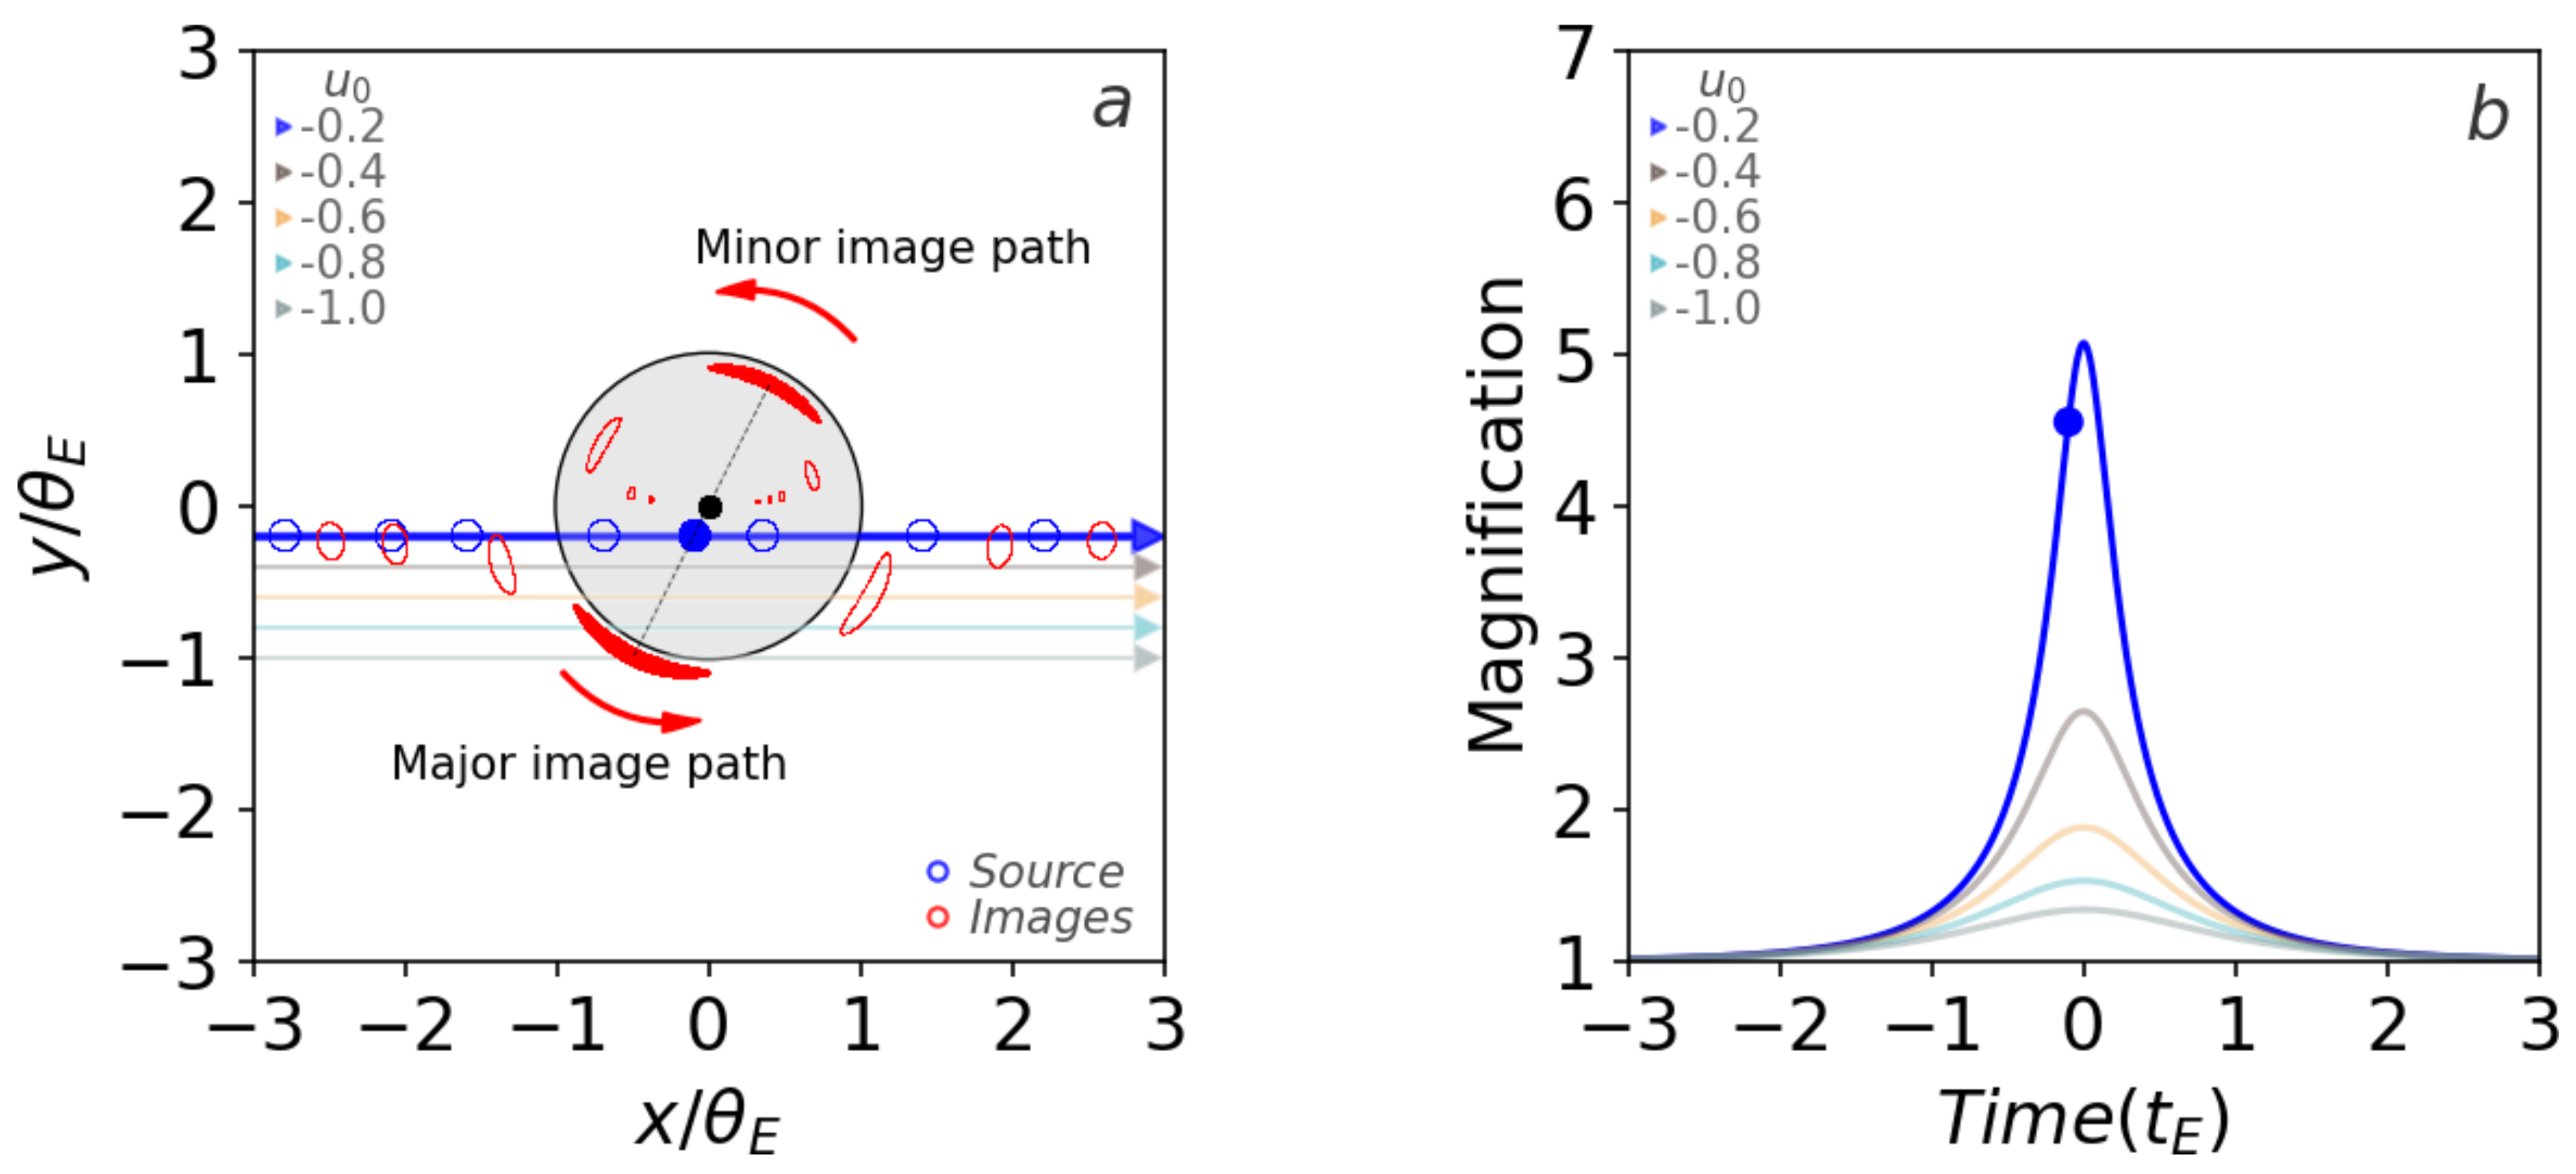 3
2
1
0
−1
−2
−3
y/θ_E
u₀
-0.2
-0.4
-0.6
-0.8
-1.0
a
Minor image path
Major image path
Source
Images
−3 −2 −1 0 1 2 3
x/θ_E
7
6
5
4
3
2
1
Magnification
u₀
-0.2
-0.4
-0.6
-0.8
-1.0
b
−3 −2 −1 0 1 2 3
Time(t_E)